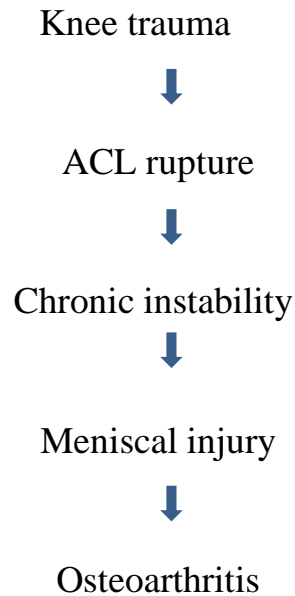 Knee trauma
ACL rupture
Chronic instability
Meniscal injury
Osteoarthritis